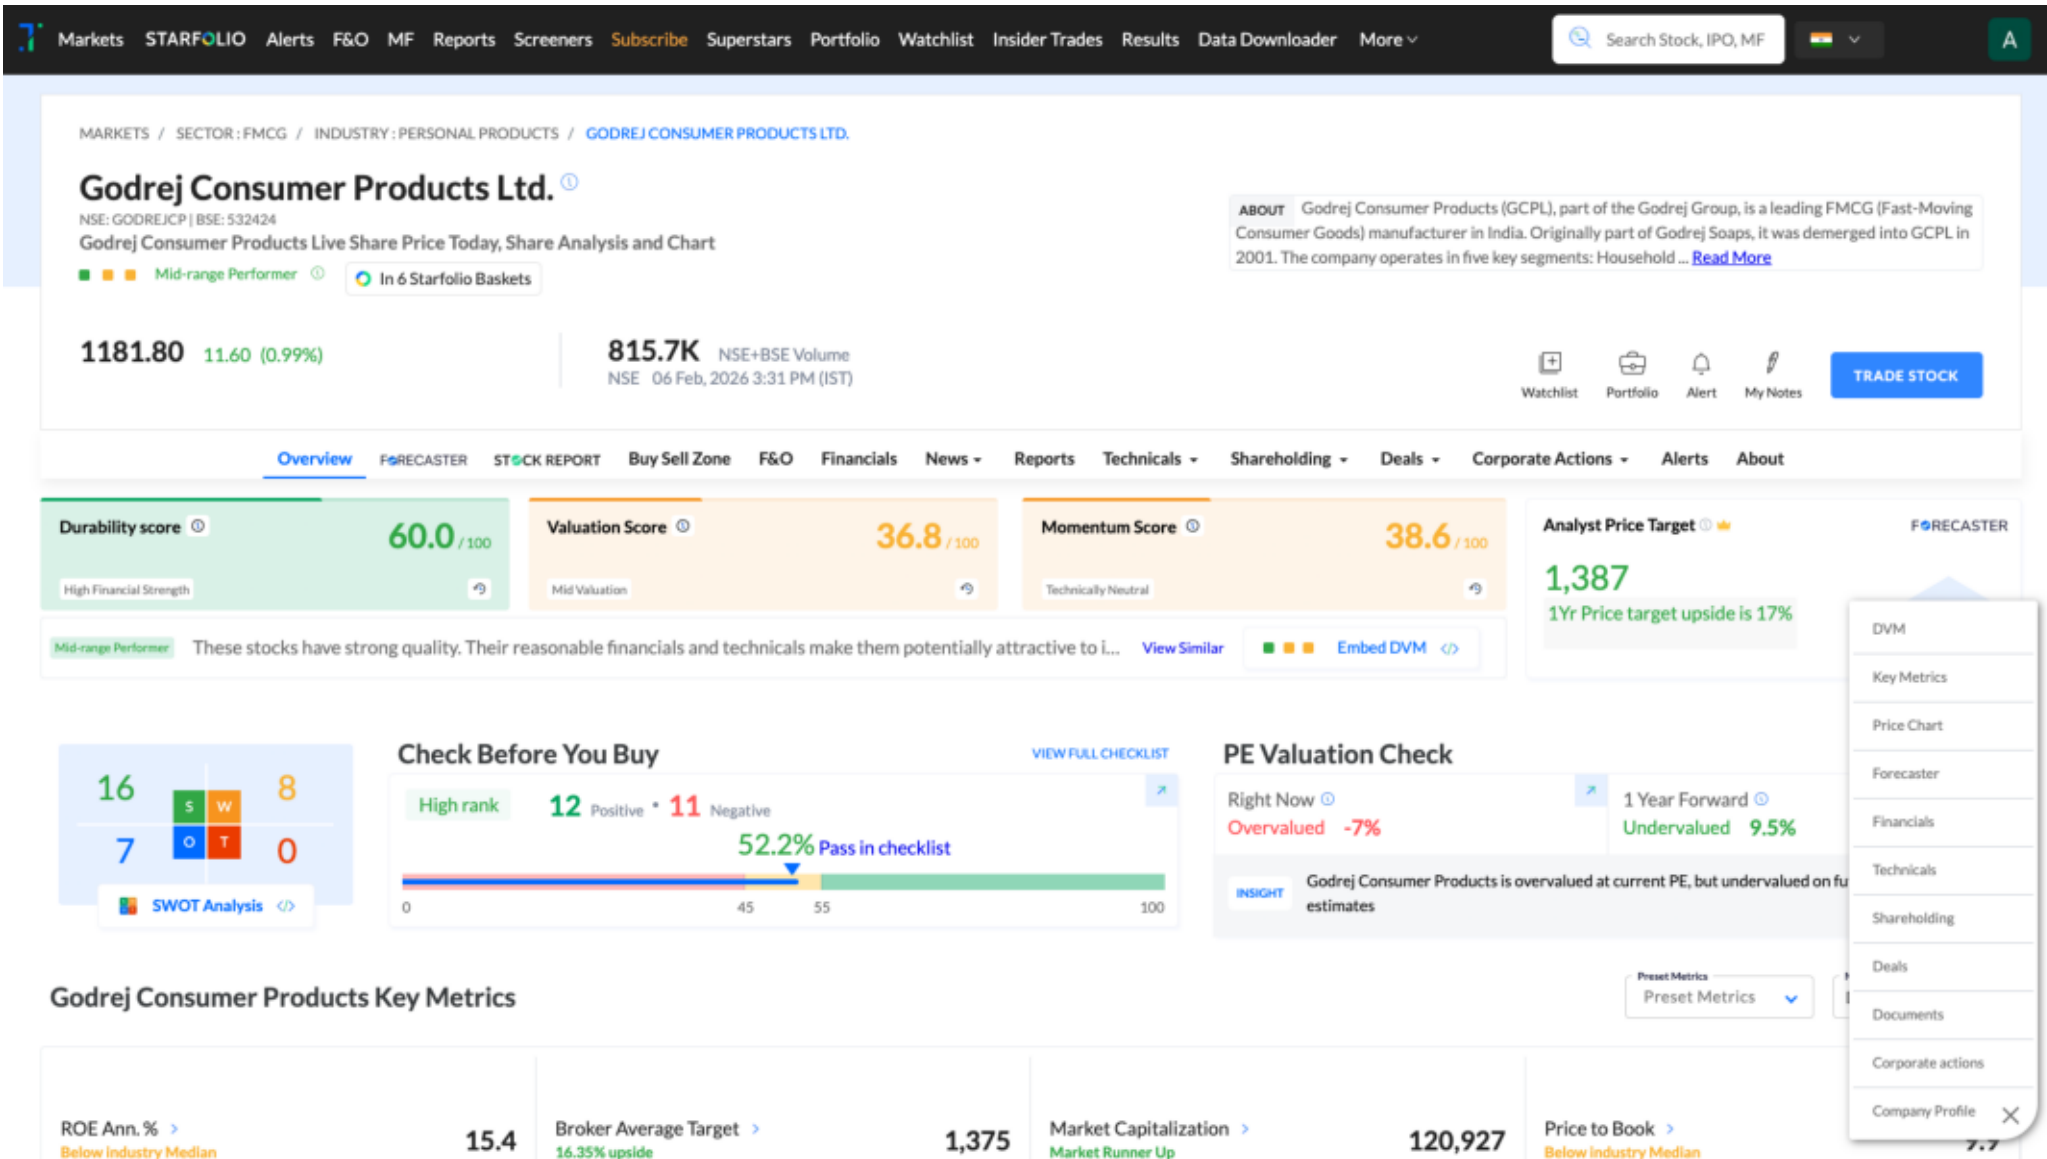 Markets STARFOLIO Alerts F&O MF Reports Screeners Subscribe Superstars Portfolio Watchlist Insider Trades Results Data Downloader More Search Stock, IPO, MF A
MARKETS / SECTOR : FMCG / INDUSTRY : PERSONAL PRODUCTS / GODREJ CONSUMER PRODUCTS LTD.
Godrej Consumer Products Ltd.
NSE: GODREJCP | BSE: 532424
Godrej Consumer Products Live Share Price Today, Share Analysis and Chart
Mid-range Performer In 6 Starfolio Baskets
ABOUT Godrej Consumer Products (GCPL), part of the Godrej Group, is a leading FMCG (Fast-Moving
Consumer Goods) manufacturer in India. Originally part of Godrej Soaps, it was demerged into GCPL in
2001. The company operates in five key segments: Household ... Read More
1181.80 11.60 (0.99%)
815.7K NSE+BSE Volume
NSE 06 Feb, 2026 3:31 PM (IST)
Watchlist Portfolio Alert My Notes TRADE STOCK
Overview FORECASTER STOCK REPORT Buy Sell Zone F&O Financials News Reports Technicals Shareholding Deals Corporate Actions Alerts About
Durability score 60.0 / 100
High Financial Strength
Valuation Score 36.8 / 100
Mid Valuation
Momentum Score 38.6 / 100
Technically Neutral
Analyst Price Target FORECASTER
1,387
1Yr Price target upside is 17%
Mid-range Performer These stocks have strong quality. Their reasonable financials and technicals make them potentially attractive to i... View Similar Embed DVM </>
16 S W 8
7 O T 0
SWOT Analysis </>
Check Before You Buy VIEW FULL CHECKLIST
High rank 12 Positive • 11 Negative
52.2% Pass in checklist
0 45 55 100
PE Valuation Check
Right Now
Overvalued -7%
1 Year Forward
Undervalued 9.5%
INSIGHT Godrej Consumer Products is overvalued at current PE, but undervalued on fu
estimates
Godrej Consumer Products Key Metrics
Preset Metrics
Preset Metrics
ROE Ann. % 15.4
Below industry Median
Broker Average Target 1,375
16.35% upside
Market Capitalization 120,927
Market Runner Up
Price to Book 9.9
Below industry Median
DVM
Key Metrics
Price Chart
Forecaster
Financials
Technicals
Shareholding
Deals
Documents
Corporate actions
Company Profile